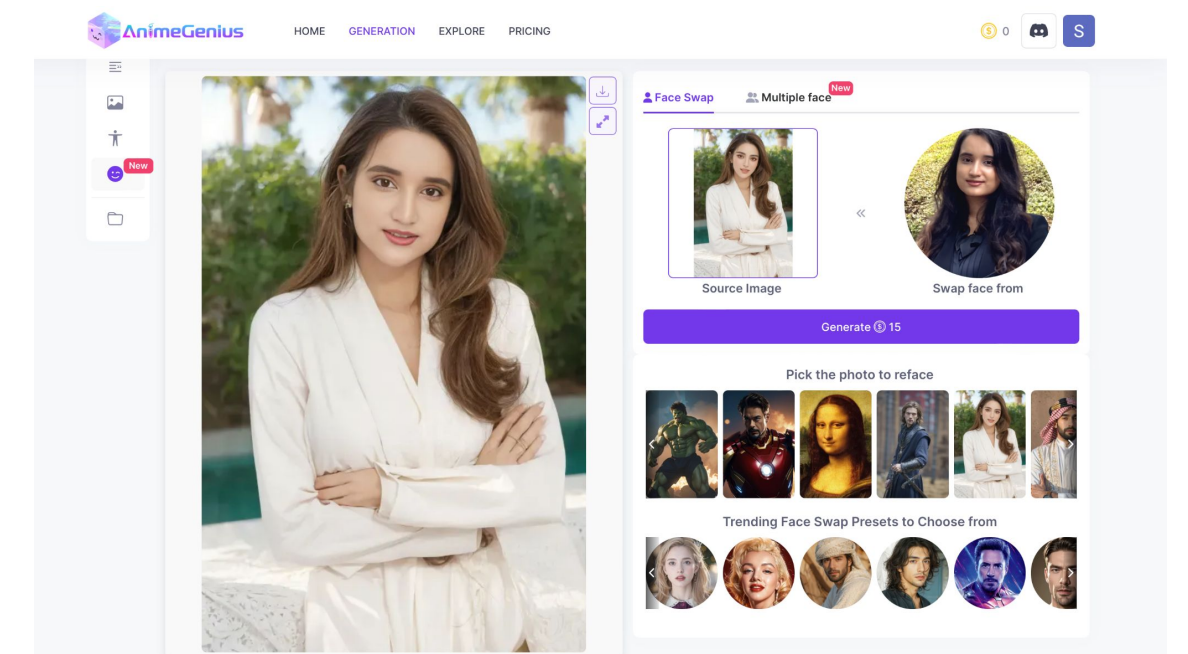 AnimeGenius
HOME GENERATION EXPLORE PRICING
0
S
New
Face Swap
Multiple face
New
Source Image
Swap face from
Generate 15
Pick the photo to reface
Trending Face Swap Presets to Choose from